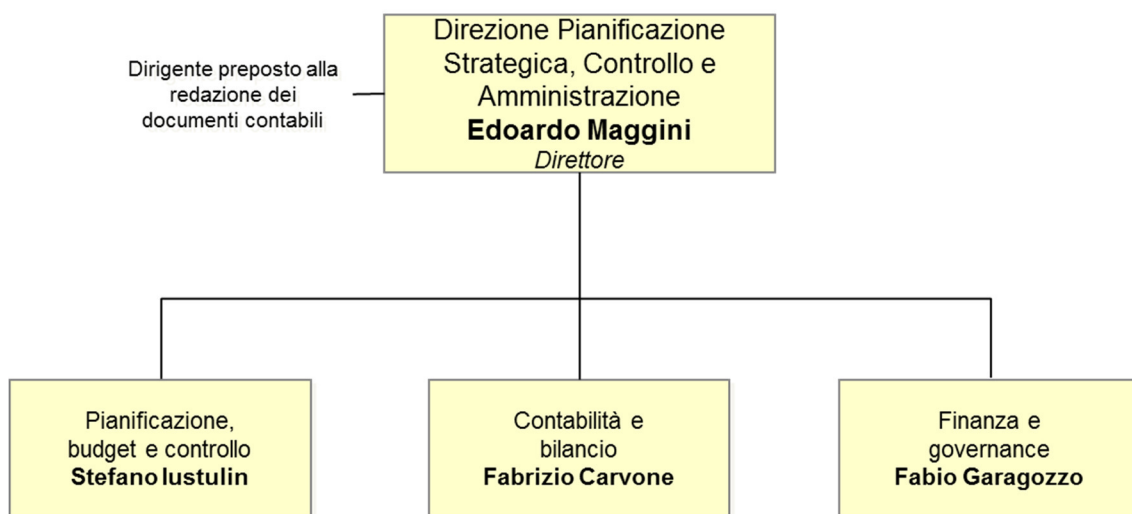 Direzione Pianificazione
Strategica, Controllo e
Amministrazione
Edoardo Maggini
Direttore
Dirigente preposto alla
redazione dei
documenti contabili
Pianificazione,
budget e controllo
Stefano Iustulin
Contabilità e
bilancio
Fabrizio Carvone
Finanza e
governance
Fabio Garagozzo